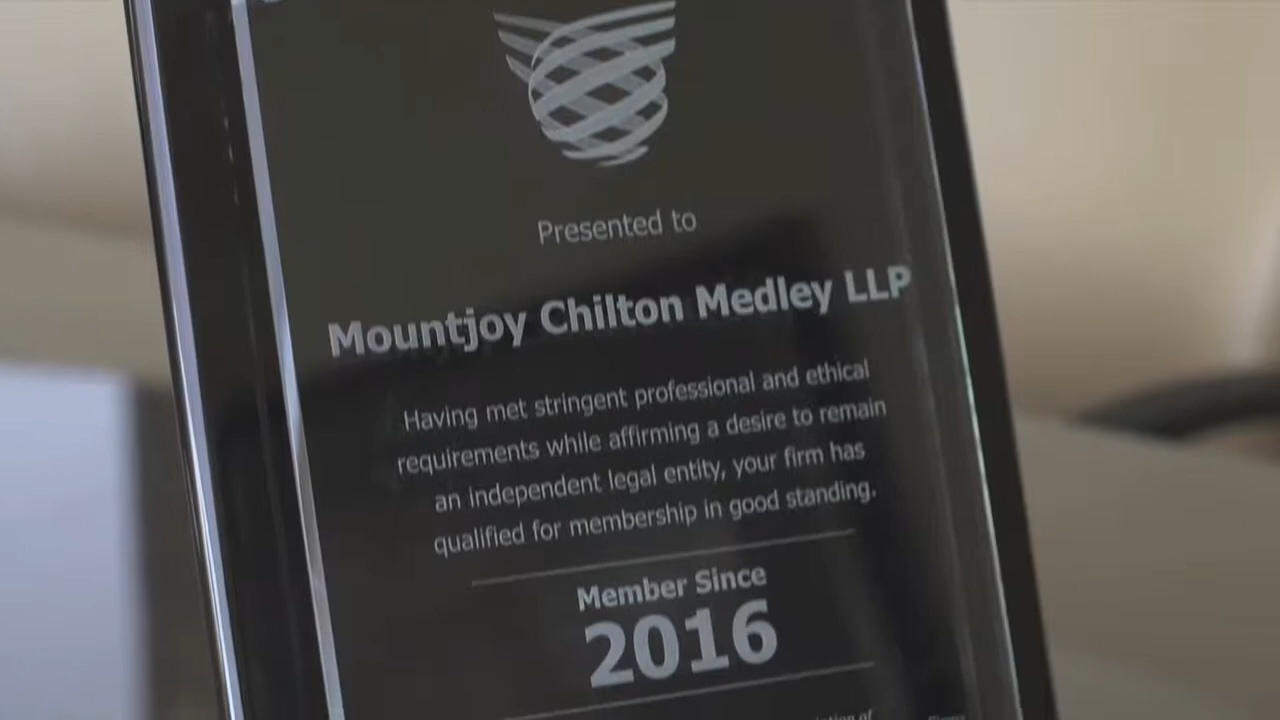 Presented to
Mountjoy Chilton Medley LLP
Having met stringent professional and ethical
requirements while affirming a desire to remain
an independent legal entity, your firm has
qualified for membership in good standing.
Member Since
2016